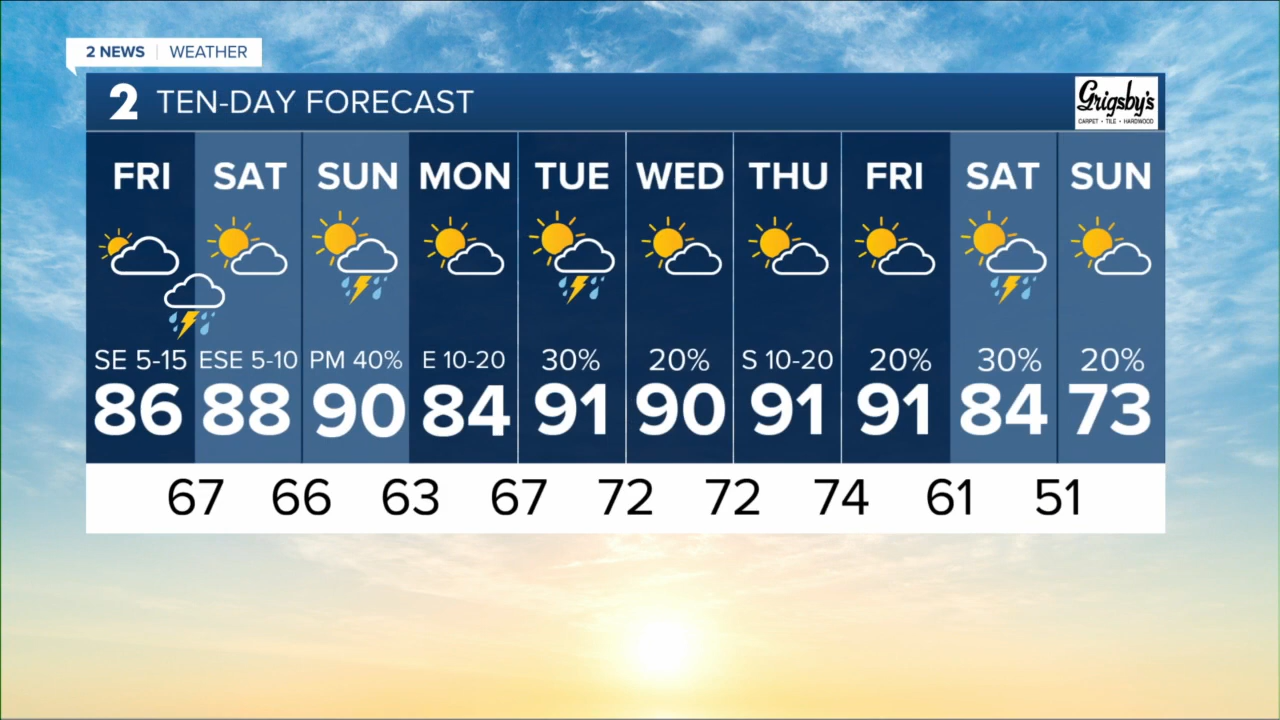 2 NEWS WEATHER
2 TEN-DAY FORECAST
Grigsby's
CARPET • TILE • HARDWOOD
FRI SAT SUN MON TUE WED THU FRI SAT SUN
SE 5-15 ESE 5-10 PM 40% E 10-20 30% 20% S 10-20 20% 30% 20%
86 88 90 84 91 90 91 91 84 73
67 66 63 67 72 72 74 61 51